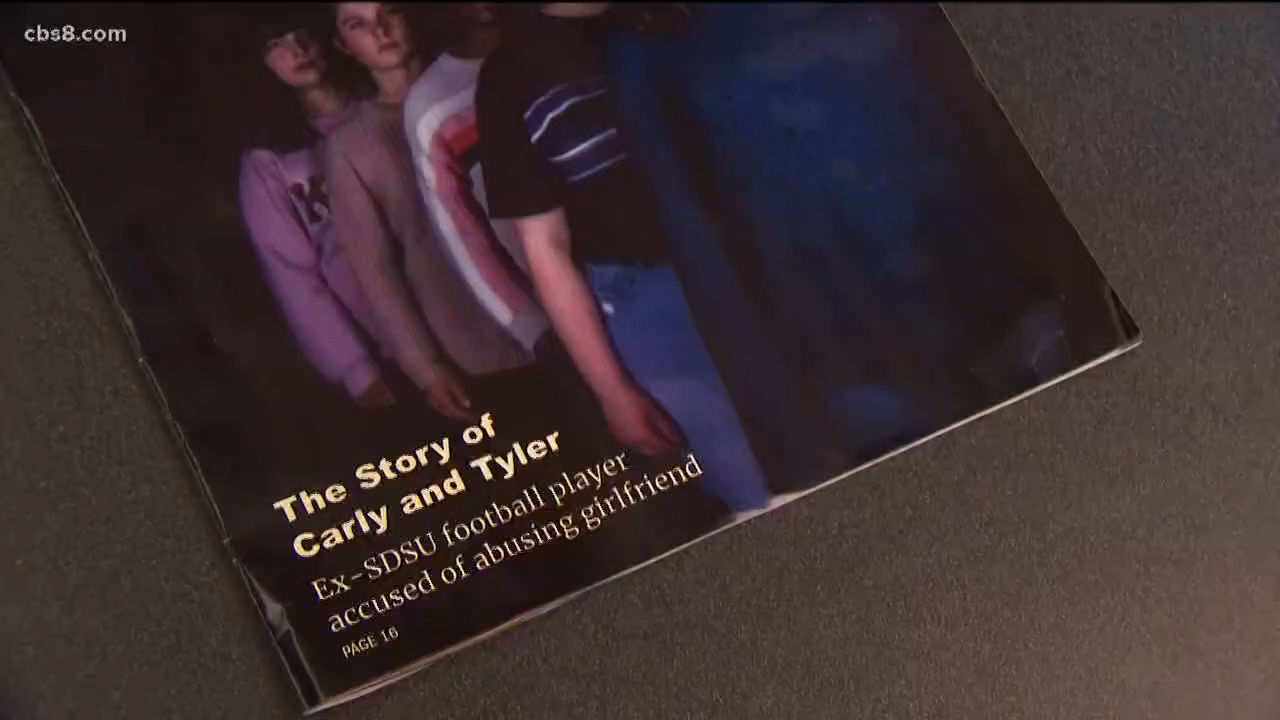 cbs8.com
The Story of
Carly and Tyler
Ex-SDSU football player
accused of abusing girlfriend
PAGE 16